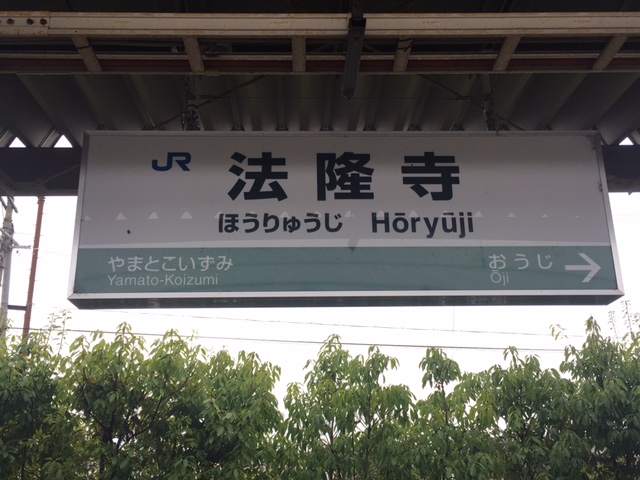 JR 法隆寺
ほうりゅうじ Hōryūji
やまとこいずみ
Yamato-Koizumi
おうじ
Ōji